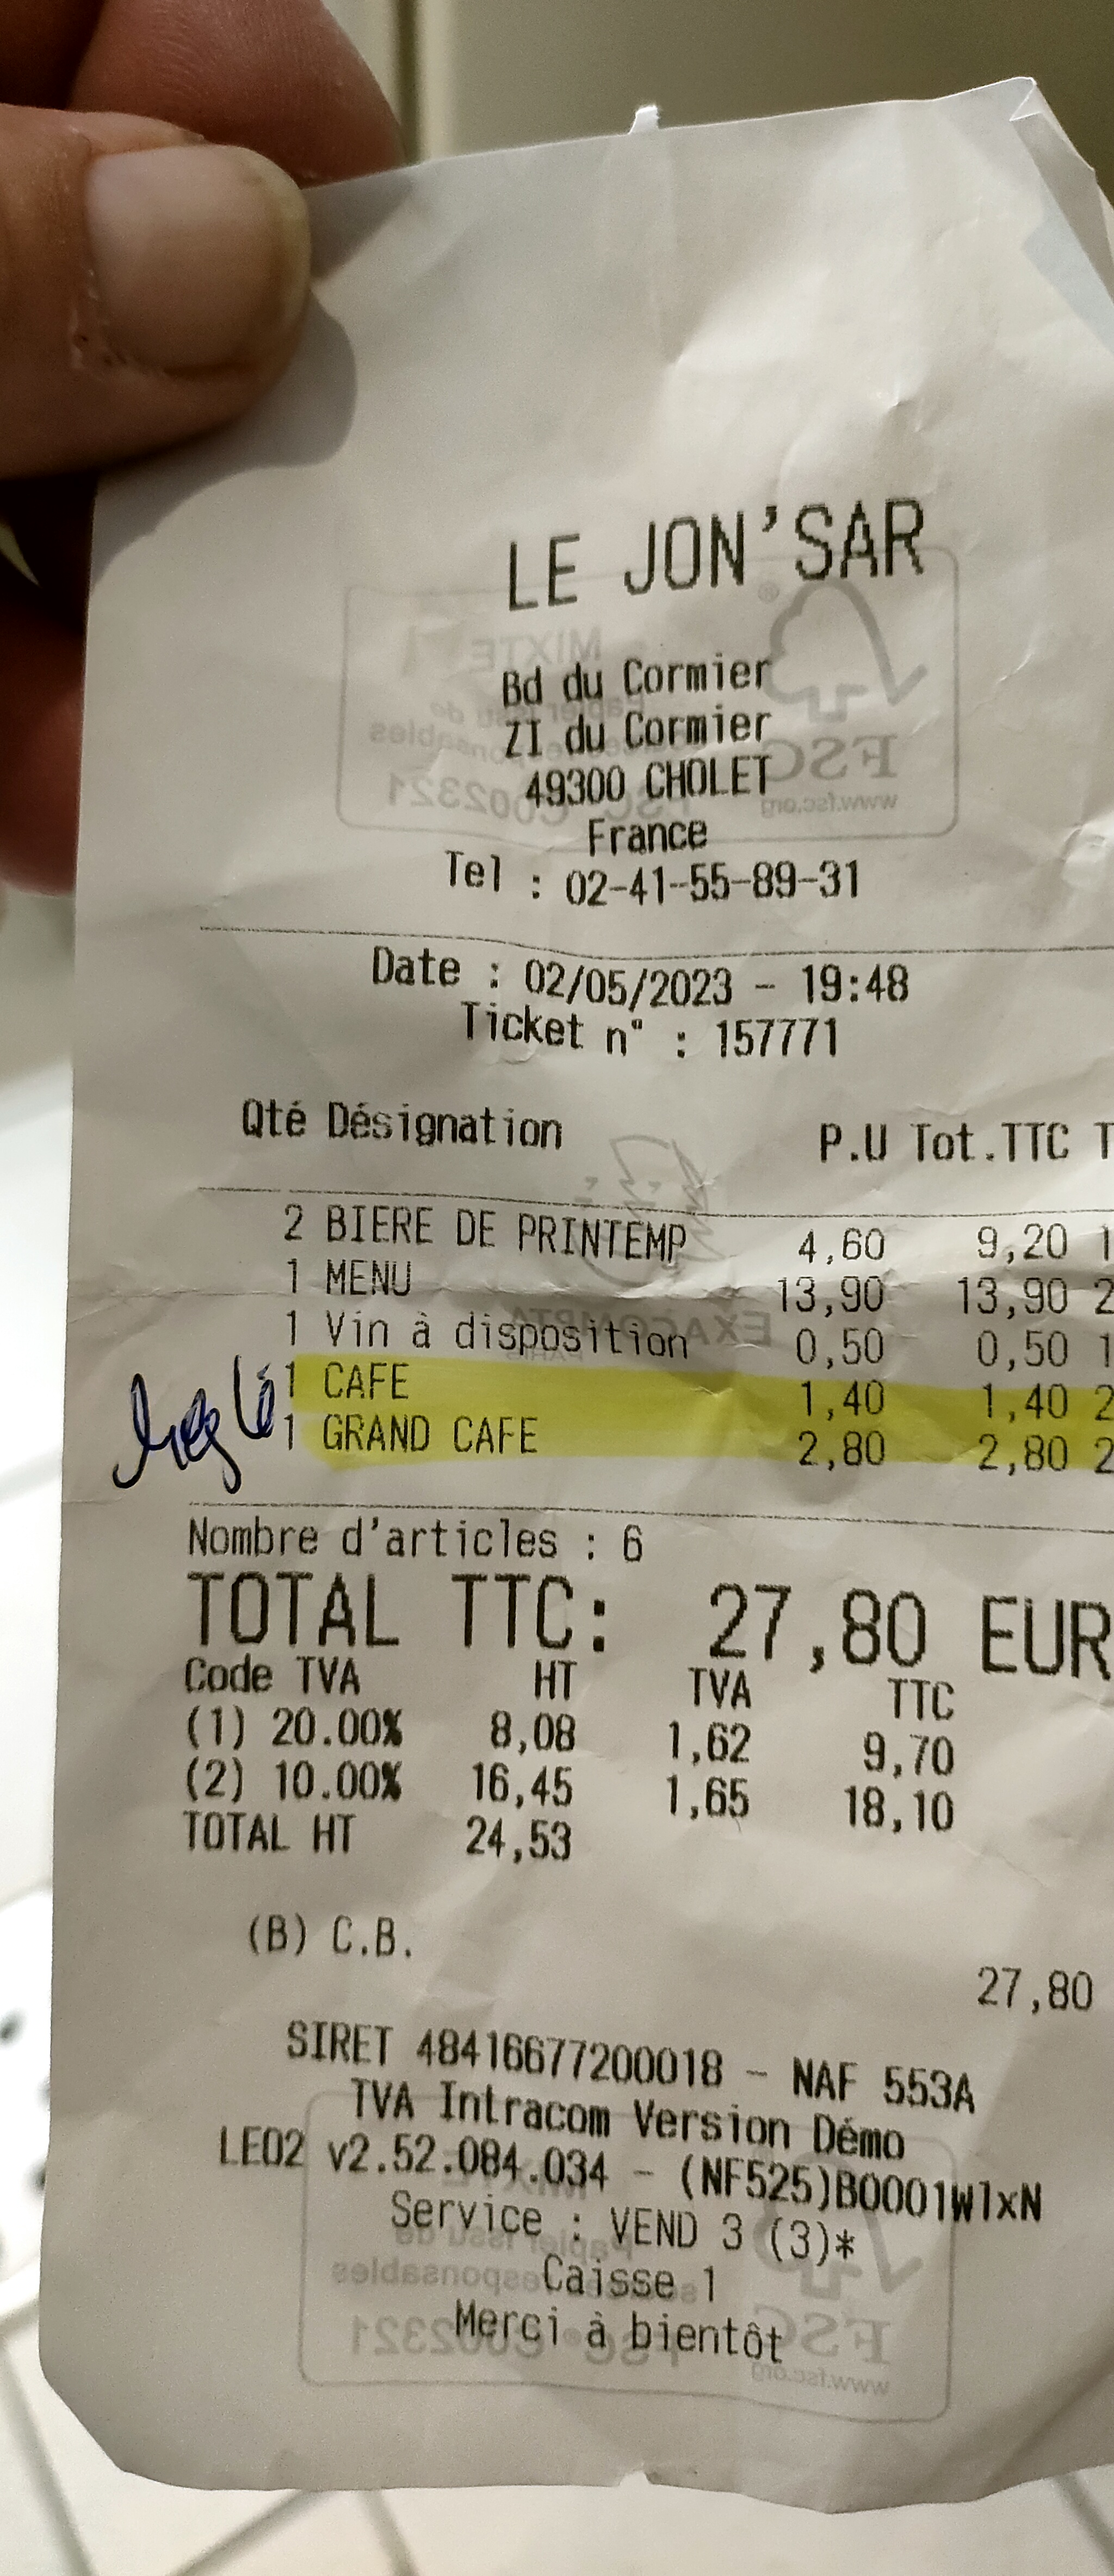 LE JON'SAR
Bd du Cormier
ZI du Cormier
49300 CHOLET
France
Tel : 02-41-55-89-31
Date : 02/05/2023 - 19:48
Ticket n° : 157771
Qté Désignation P.U Tot.TTC T
2 BIERE DE PRINTEMP 4,60 9,20 1
1 MENU 13,90 13,90 2
1 Vin à disposition 0,50 0,50 1
1 CAFE 1,40 1,40 2
1 GRAND CAFE 2,80 2,80 2
Nombre d'articles : 6
TOTAL TTC: 27,80 EUR
Code TVA HT TVA TTC
(1) 20.00% 8,08 1,62 9,70
(2) 10.00% 16,45 1,65 18,10
TOTAL HT 24,53
(B) C.B. 27,80
SIRET 48416677200018 - NAF 553A
TVA Intracom Version Démo
LEO2 v2.52.084.034 - (NF525)B0001W1xN
Service : VEND 3 (3)*
Caisse 1
Merci à bientôt